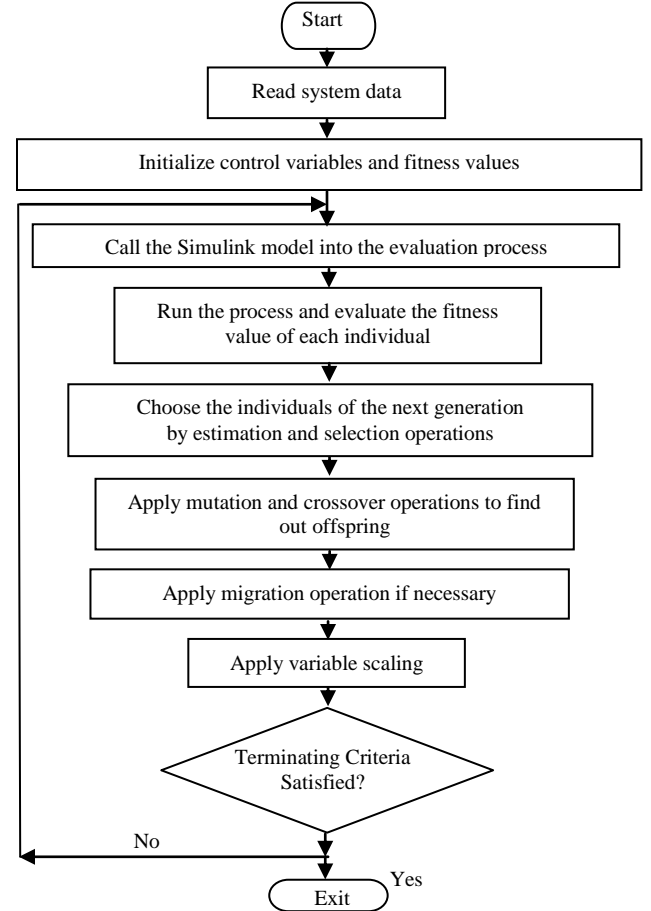 Start
Read system data
Initialize control variables and fitness values
Call the Simulink model into the evaluation process
Run the process and evaluate the fitness
value of each individual
Choose the individuals of the next generation
by estimation and selection operations
Apply mutation and crossover operations to find
out offspring
Apply migration operation if necessary
Apply variable scaling
Terminating Criteria
Satisfied?
No
Yes
Exit